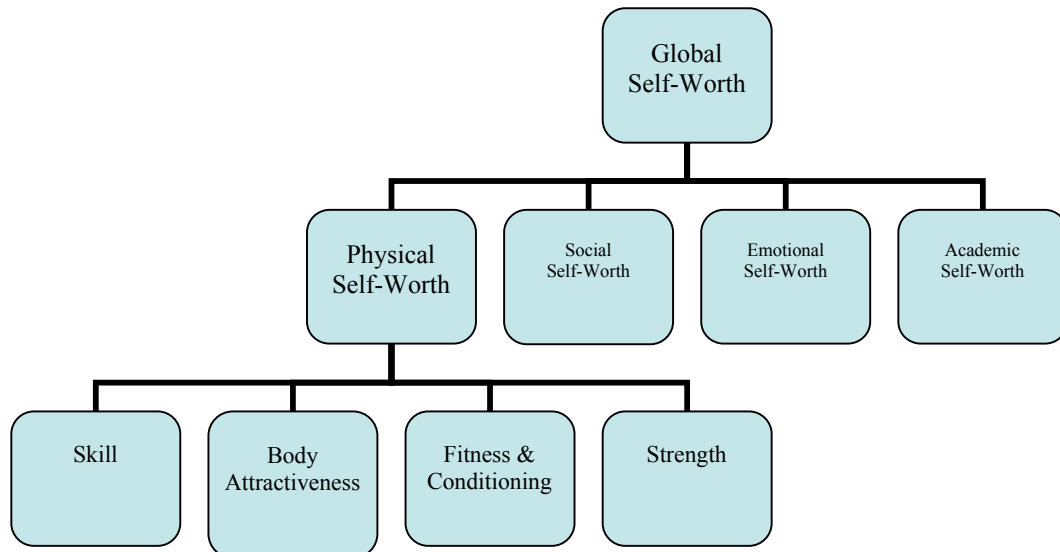 Global
Self-Worth
Physical
Self-Worth
Social
Self-Worth
Emotional
Self-Worth
Academic
Self-Worth
Skill
Body
Attractiveness
Fitness &
Conditioning
Strength